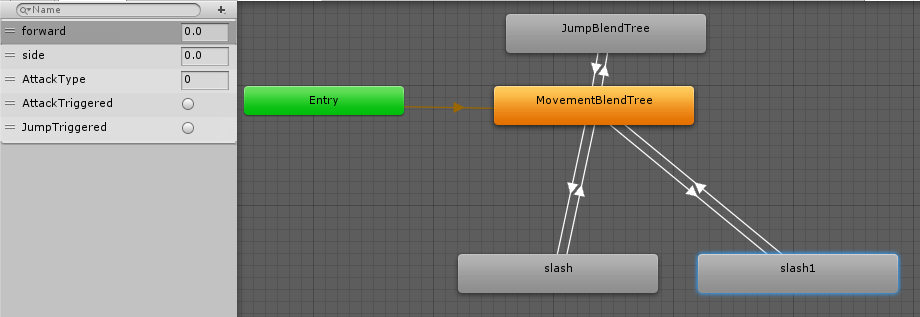 Name
+
forward 0.0
side 0.0
AttackType 0
AttackTriggered
JumpTriggered
JumpBlendTree
Entry
MovementBlendTree
slash
slash1